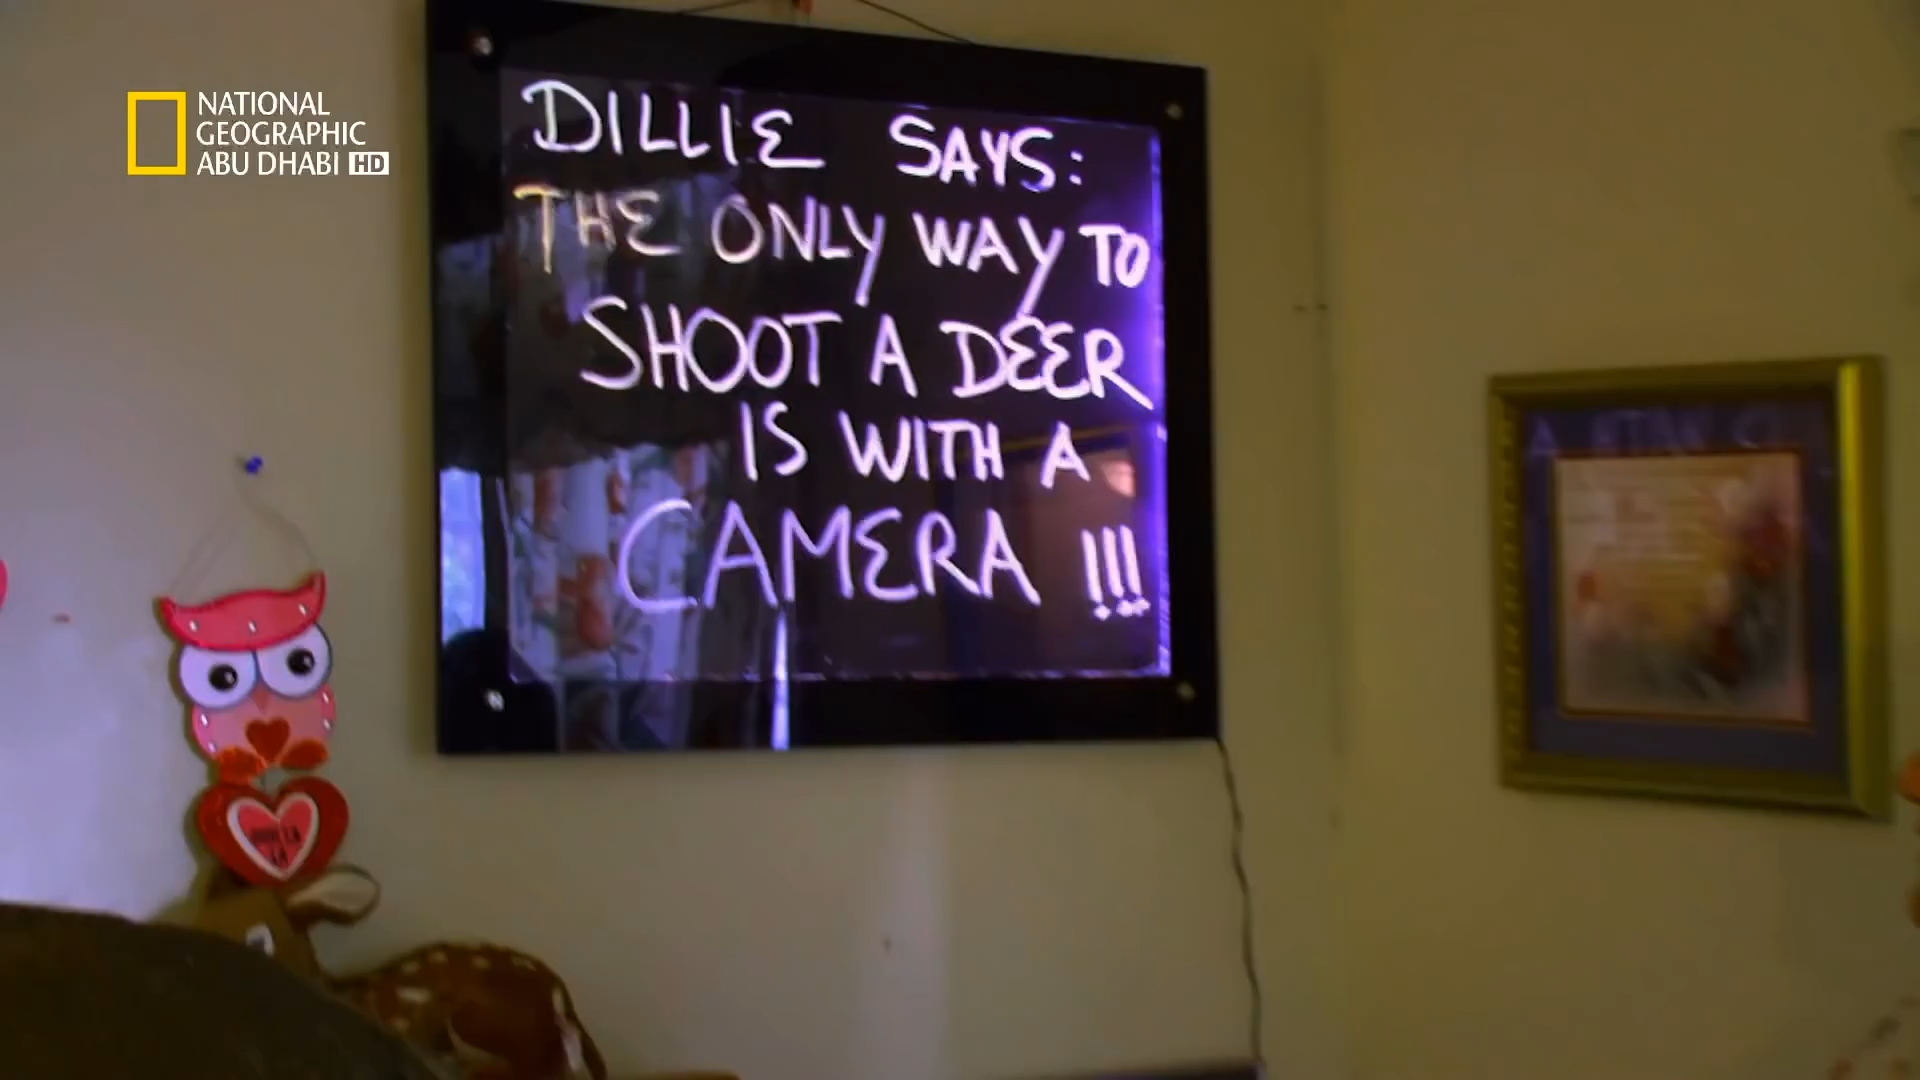 NATIONAL
GEOGRAPHIC
ABU DHABI HD
DILLIE SAYS:
THE ONLY WAY TO
SHOOT A DEER
IS WITH A
CAMERA !!!